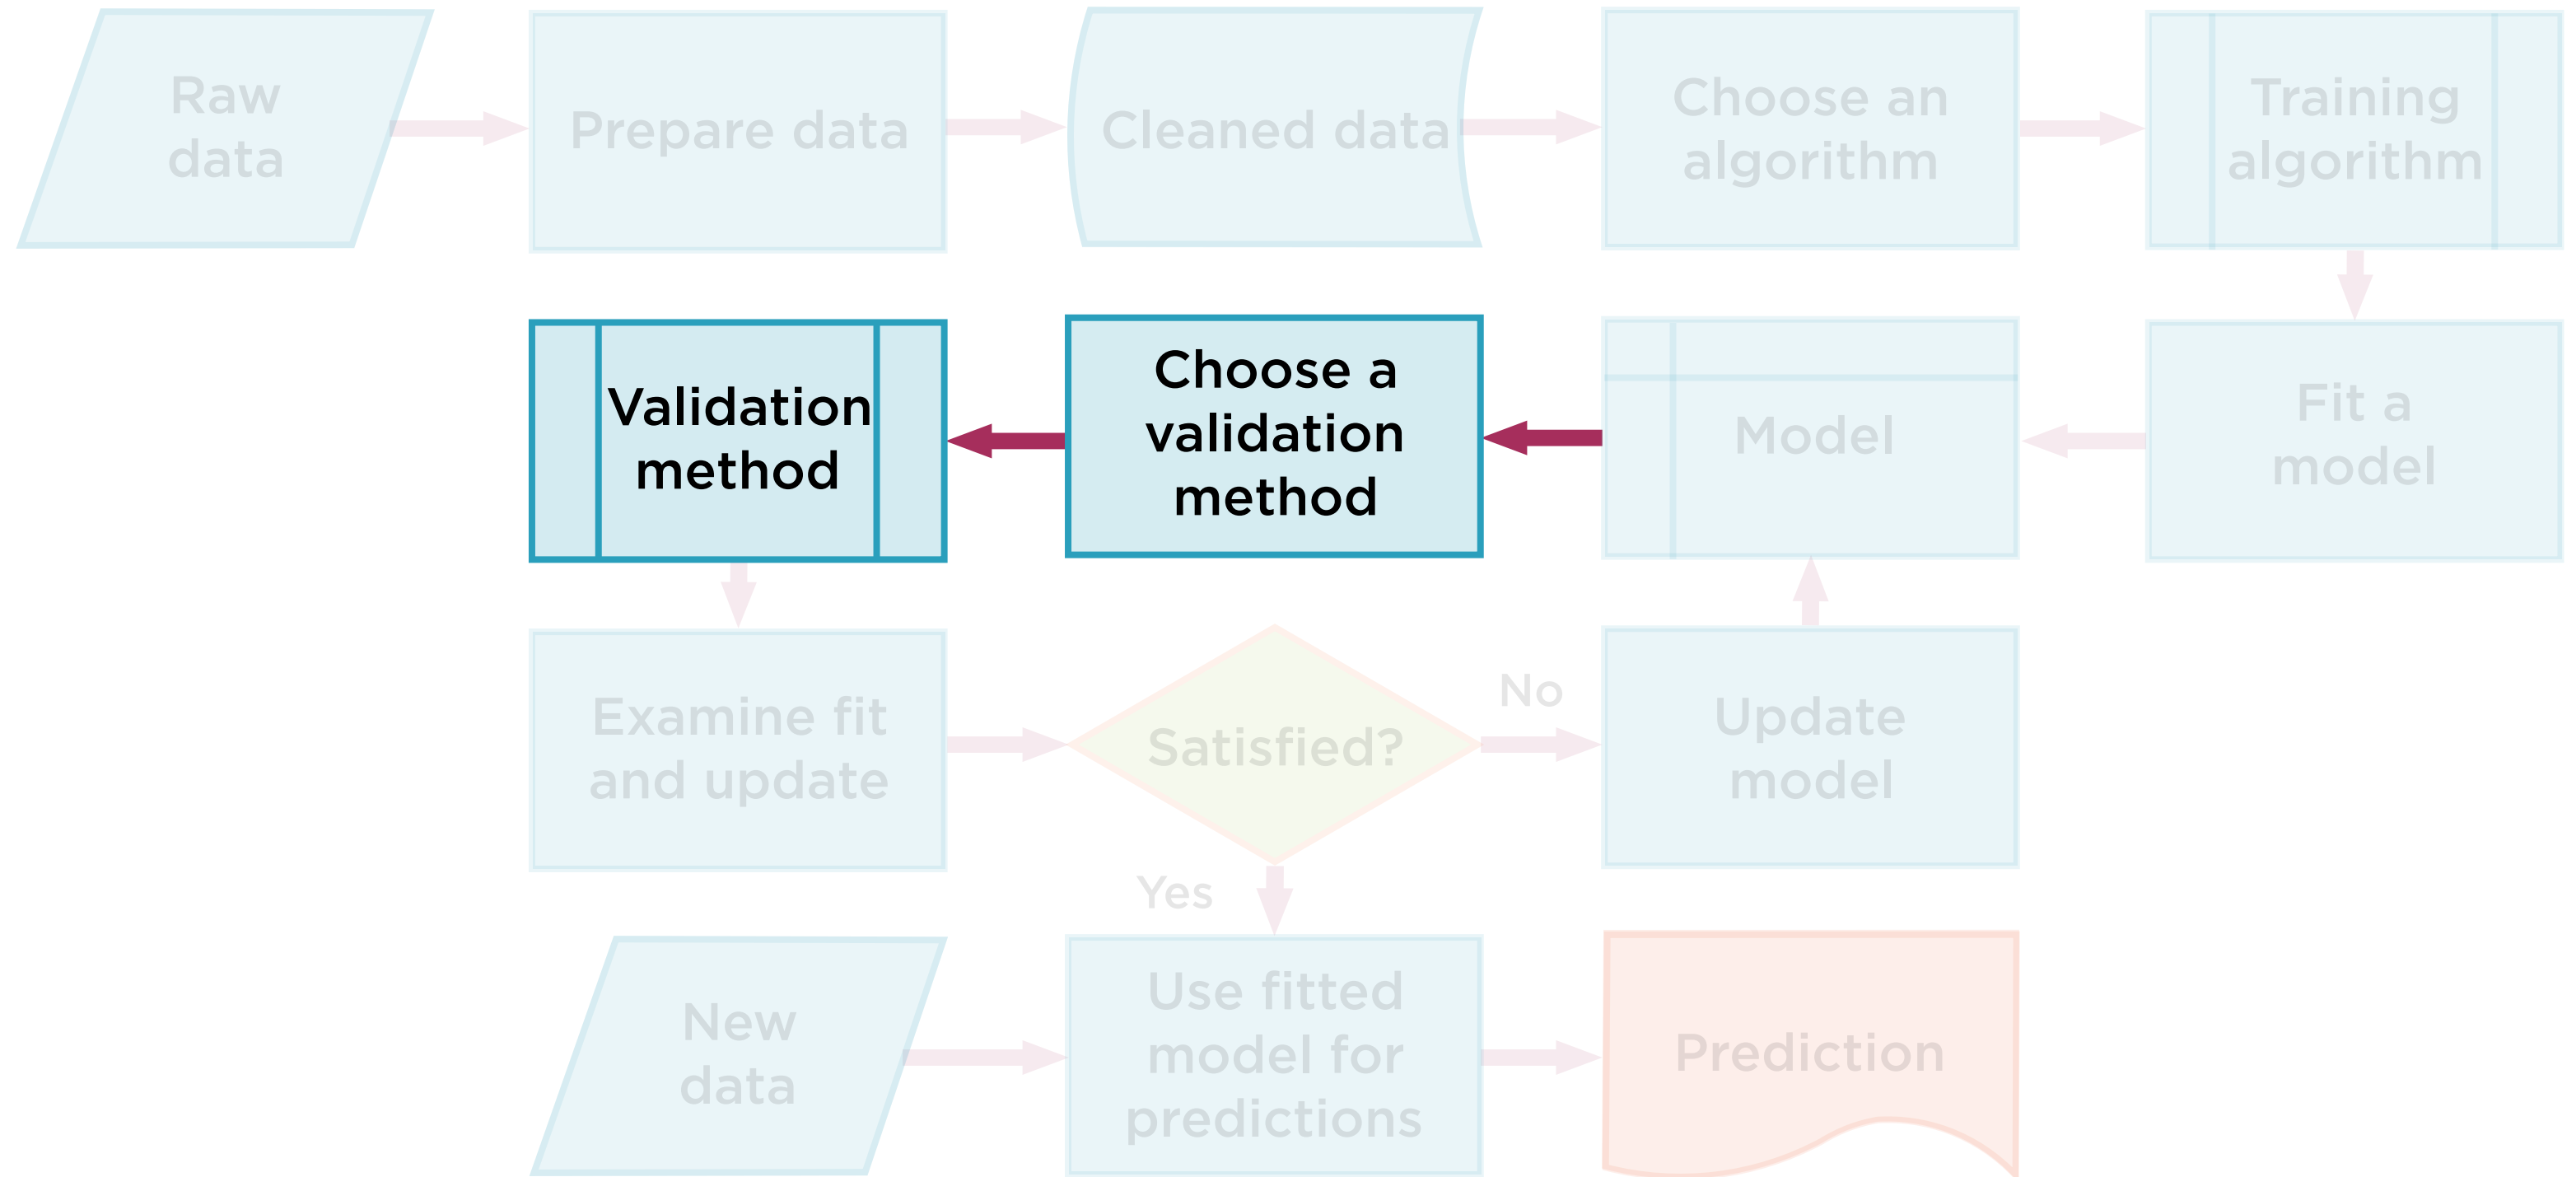 Raw
data
Prepare data
Cleaned data
Choose an
algorithm
Training
algorithm
Validation
method
Choose a
validation
method
Model
Fit a
model
Examine fit
and update
Satisfied?
No
Update
model
Yes
New
data
Use fitted
model for
predictions
Prediction